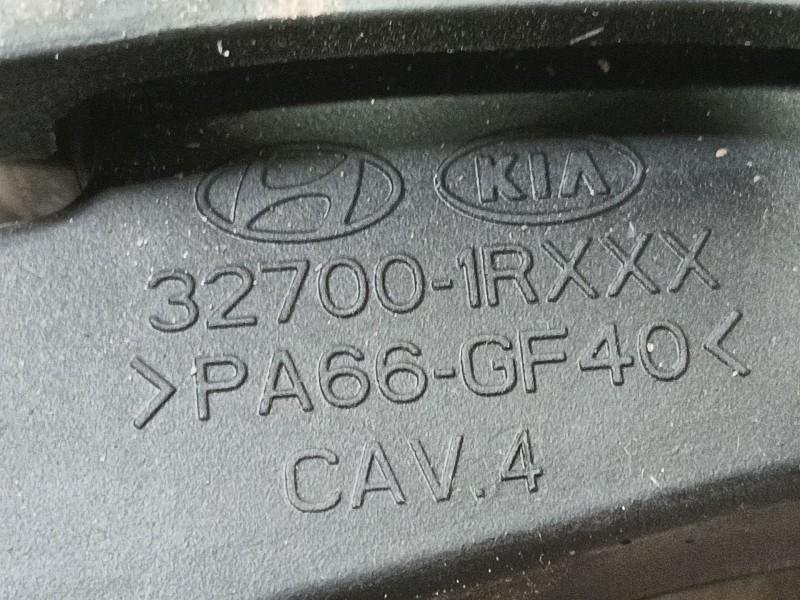 KIA
32700-1RXXX
>PA66-GF40<
CAV.4